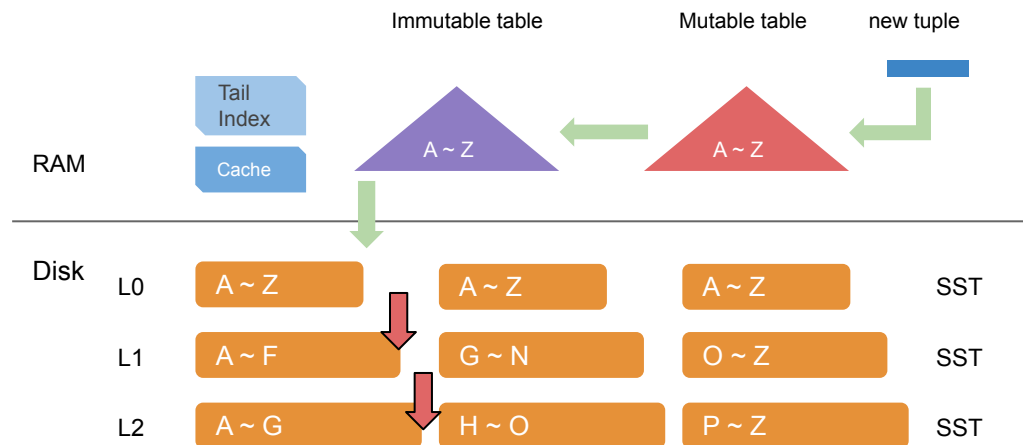 Immutable table
Mutable table
new tuple
Tail
Index
A ~ Z
A ~ Z
RAM
Cache
Disk
L0
A ~ Z
A ~ Z
A ~ Z
SST
L1
A ~ F
G ~ N
O ~ Z
SST
L2
A ~ G
H ~ O
P ~ Z
SST